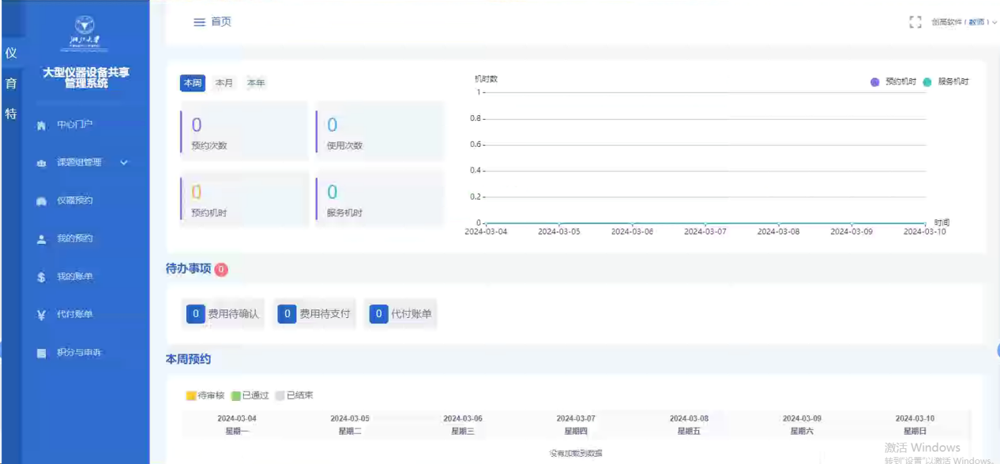 仪
育
特
浙江大学
大型仪器设备共享
管理系统
中心门户
课题组管理
仪器预约
我的预约
我的账单
代付账单
积分与申诉
首页
创高软件（教师）
本周 本月 本年
0
预约次数
0
使用次数
0
预约机时
0
服务机时
机时数
预约机时 服务机时
1
0.8
0.6
0.4
0.2
0
时间
2024-03-04 2024-03-05 2024-03-06 2024-03-07 2024-03-08 2024-03-09 2024-03-10
待办事项 0
0 费用待确认 0 费用待支付 0 代付账单
本周预约
待审核 已通过 已结束
2024-03-04 2024-03-05 2024-03-06 2024-03-07 2024-03-08 2024-03-09 2024-03-10
星期一 星期二 星期三 星期四 星期五 星期六 星期日
没有加载到数据
激活 Windows
转到"设置"以激活 Windows。